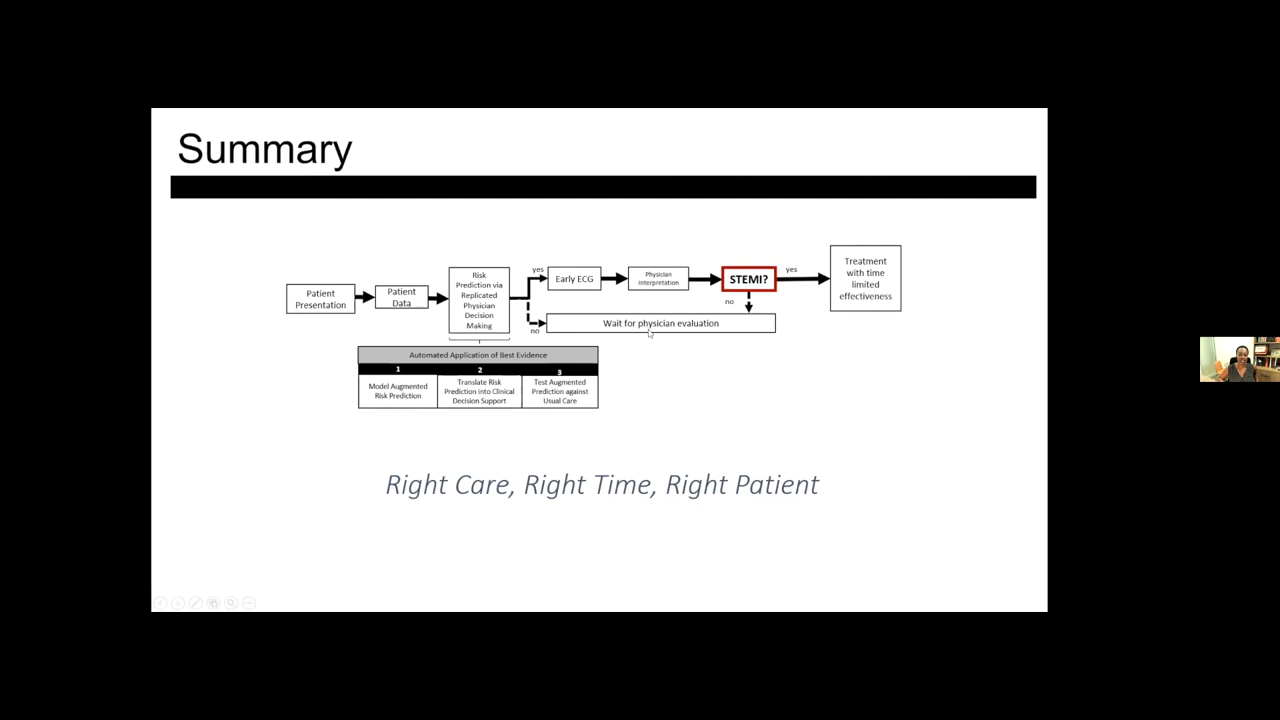 Summary
Patient
Presentation
Patient
Data
Risk
Prediction via
Replicated
Physician
Decision
Making
yes
no
Early ECG
Physician
Interpretation
STEMI?
yes
no
Treatment
with time
limited
effectiveness
Wait for physician evaluation
Automated Application of Best Evidence
1
2
3
Model Augmented
Risk Prediction
Translate Risk
Prediction into Clinical
Decision Support
Test Augmented
Prediction against
Usual Care
Right Care, Right Time, Right Patient